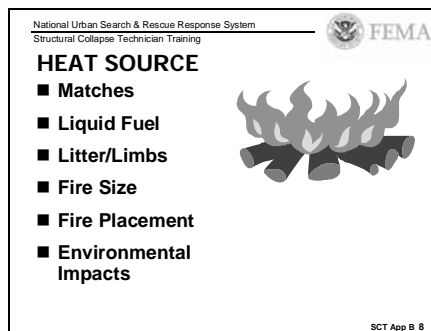 National Urban Search & Rescue Response System
Structural Collapse Technician Training
FEMA
HEAT SOURCE
■ Matches
■ Liquid Fuel
■ Litter/Limbs
■ Fire Size
■ Fire Placement
■ Environmental
Impacts
SCT App B 8